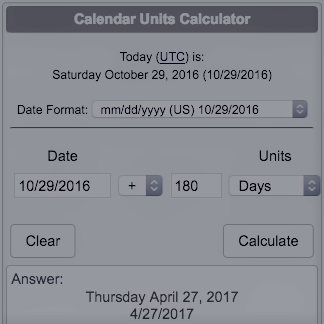 Calendar Units Calculator
Today (UTC) is:
Saturday October 29, 2016 (10/29/2016)
Date Format: mm/dd/yyyy (US) 10/29/2016
Date Units
10/29/2016 + 180 Days
Clear Calculate
Answer:
Thursday April 27, 2017
4/27/2017